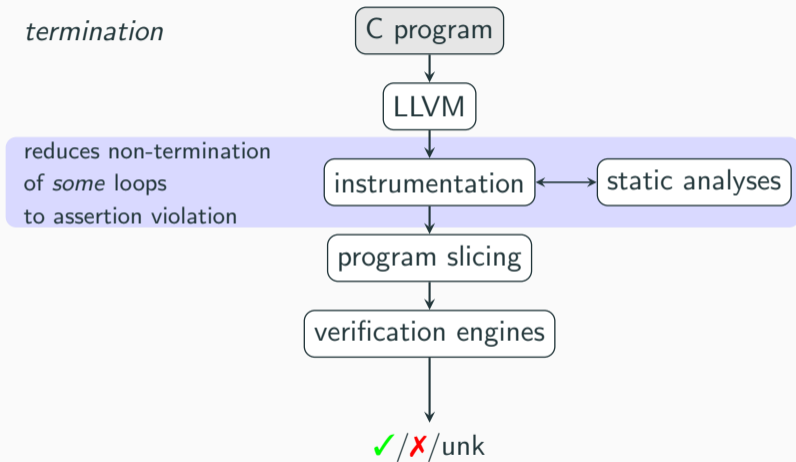 termination
C program
LLVM
reduces non-termination
of some loops
to assertion violation
instrumentation
static analyses
program slicing
verification engines
✓/✗/unk